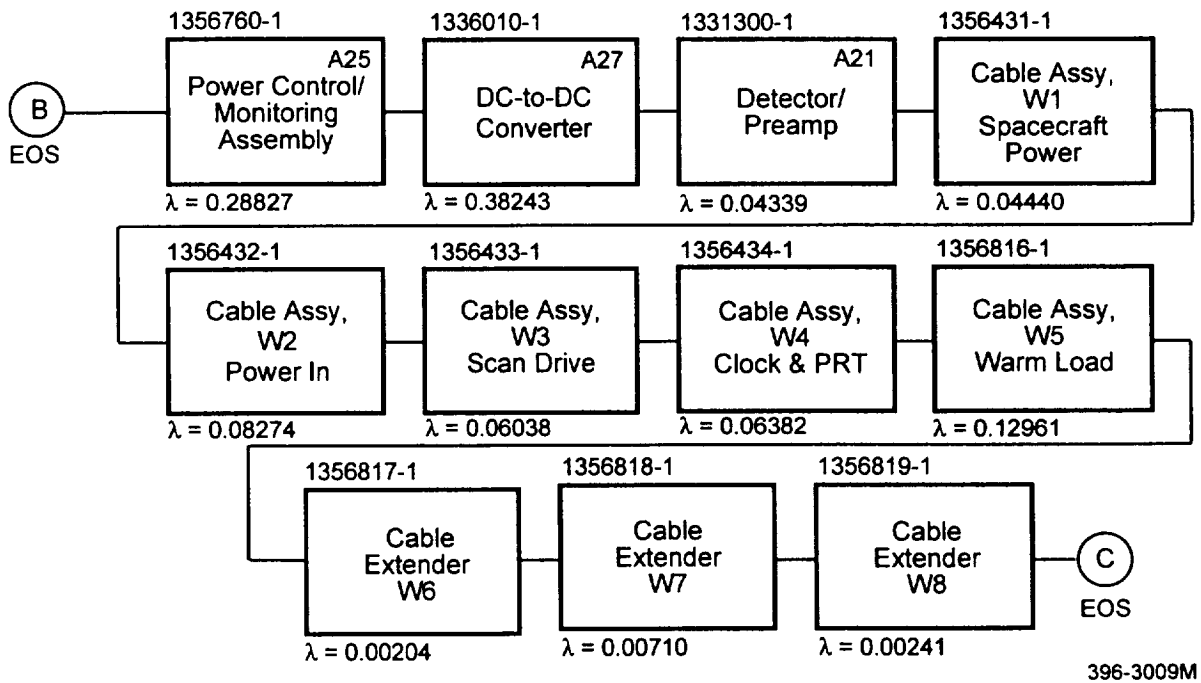 1356760-1
A25
Power Control/
Monitoring
Assembly
λ = 0.28827
1336010-1
A27
DC-to-DC
Converter
λ = 0.38243
1331300-1
A21
Detector/
Preamp
λ = 0.04339
1356431-1
Cable Assy,
W1
Spacecraft
Power
λ = 0.04440
B
EOS
1356432-1
Cable Assy,
W2
Power In
λ = 0.08274
1356433-1
Cable Assy,
W3
Scan Drive
λ = 0.06038
1356434-1
Cable Assy,
W4
Clock & PRT
λ = 0.06382
1356816-1
Cable Assy,
W5
Warm Load
λ = 0.12961
1356817-1
Cable
Extender
W6
λ = 0.00204
1356818-1
Cable
Extender
W7
λ = 0.00710
1356819-1
Cable
Extender
W8
λ = 0.00241
C
EOS
396-3009M